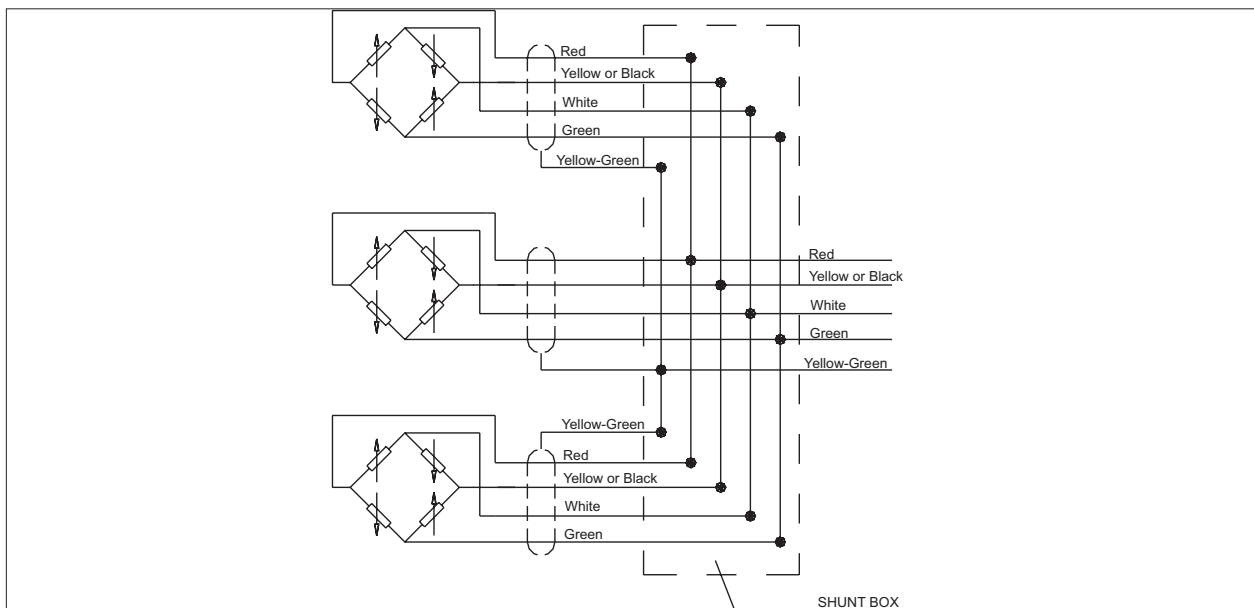 Red
Yellow or Black
White
Green
Yellow-Green
Red
Yellow or Black
White
Green
Yellow-Green
Yellow-Green
Red
Yellow or Black
White
Green
SHUNT BOX